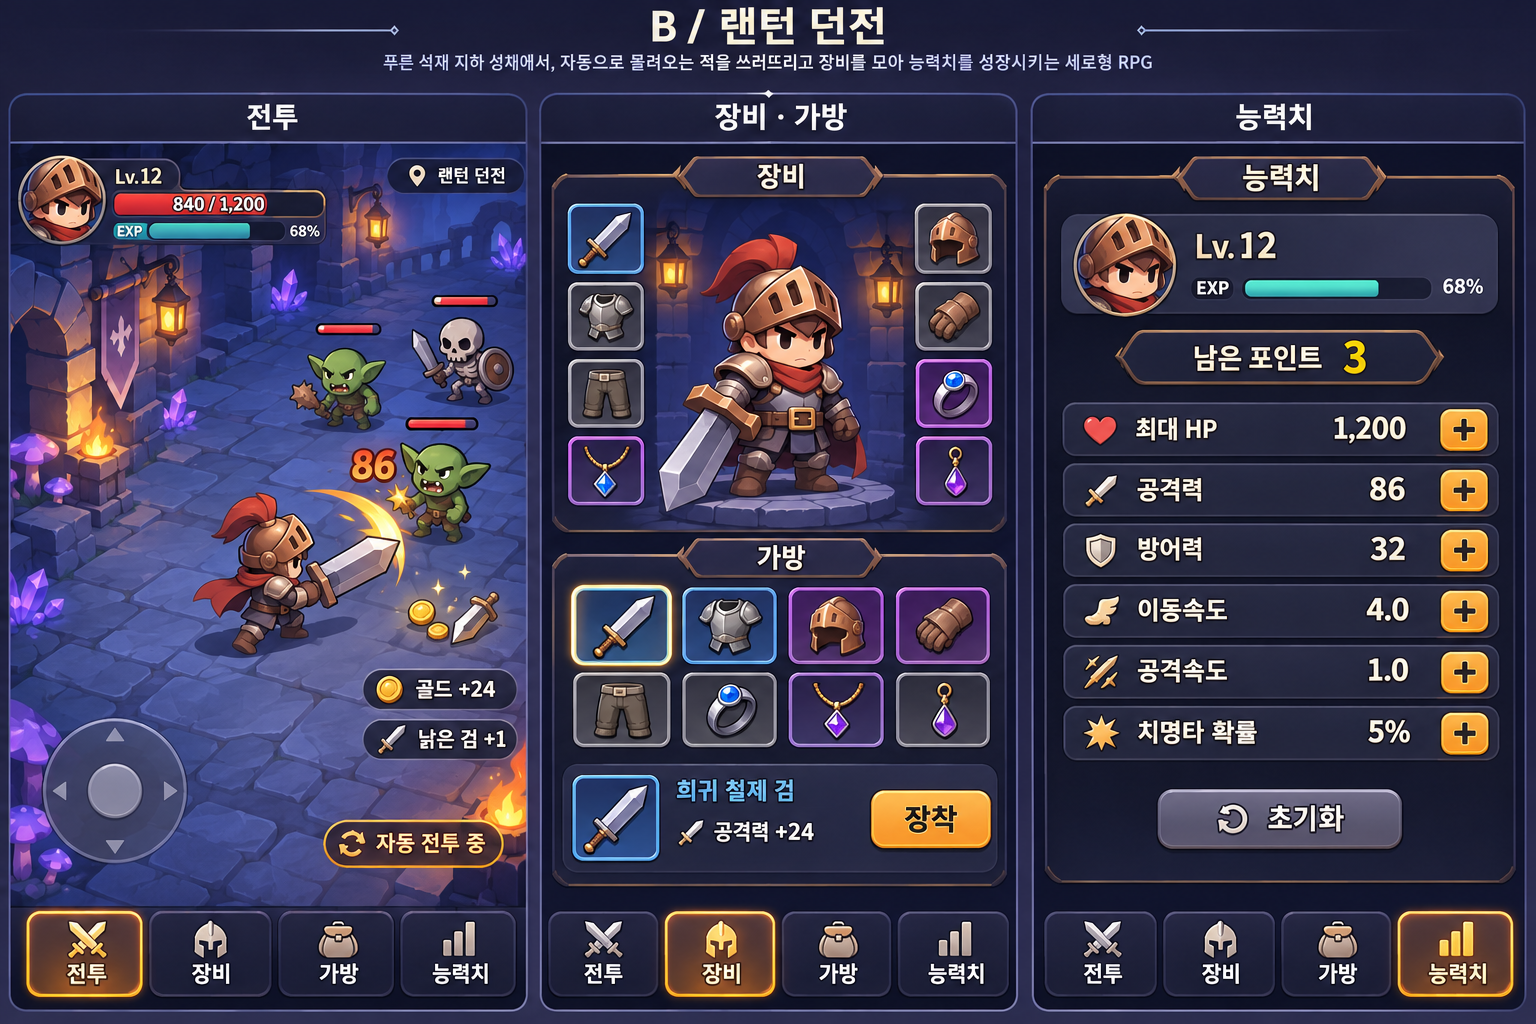 B / 랜턴 던전
푸른 석재 지하 성채에서, 자동으로 몰려오는 적을 쓰러뜨리고 장비를 모아 능력치를 성장시키는 세로형 RPG
전투
Lv.12
840 / 1,200
EXP 68%
랜턴 던전
86
골드 +24
낡은 검 +1
자동 전투 중
전투 장비 가방 능력치
장비 · 가방
장비
가방
희귀 철제 검
공격력 +24
장착
전투 장비 가방 능력치
능력치
능력치
Lv.12
EXP 68%
남은 포인트 3
최대 HP 1,200 +
공격력 86 +
방어력 32 +
이동속도 4.0 +
공격속도 1.0 +
치명타 확률 5% +
초기화
전투 장비 가방 능력치